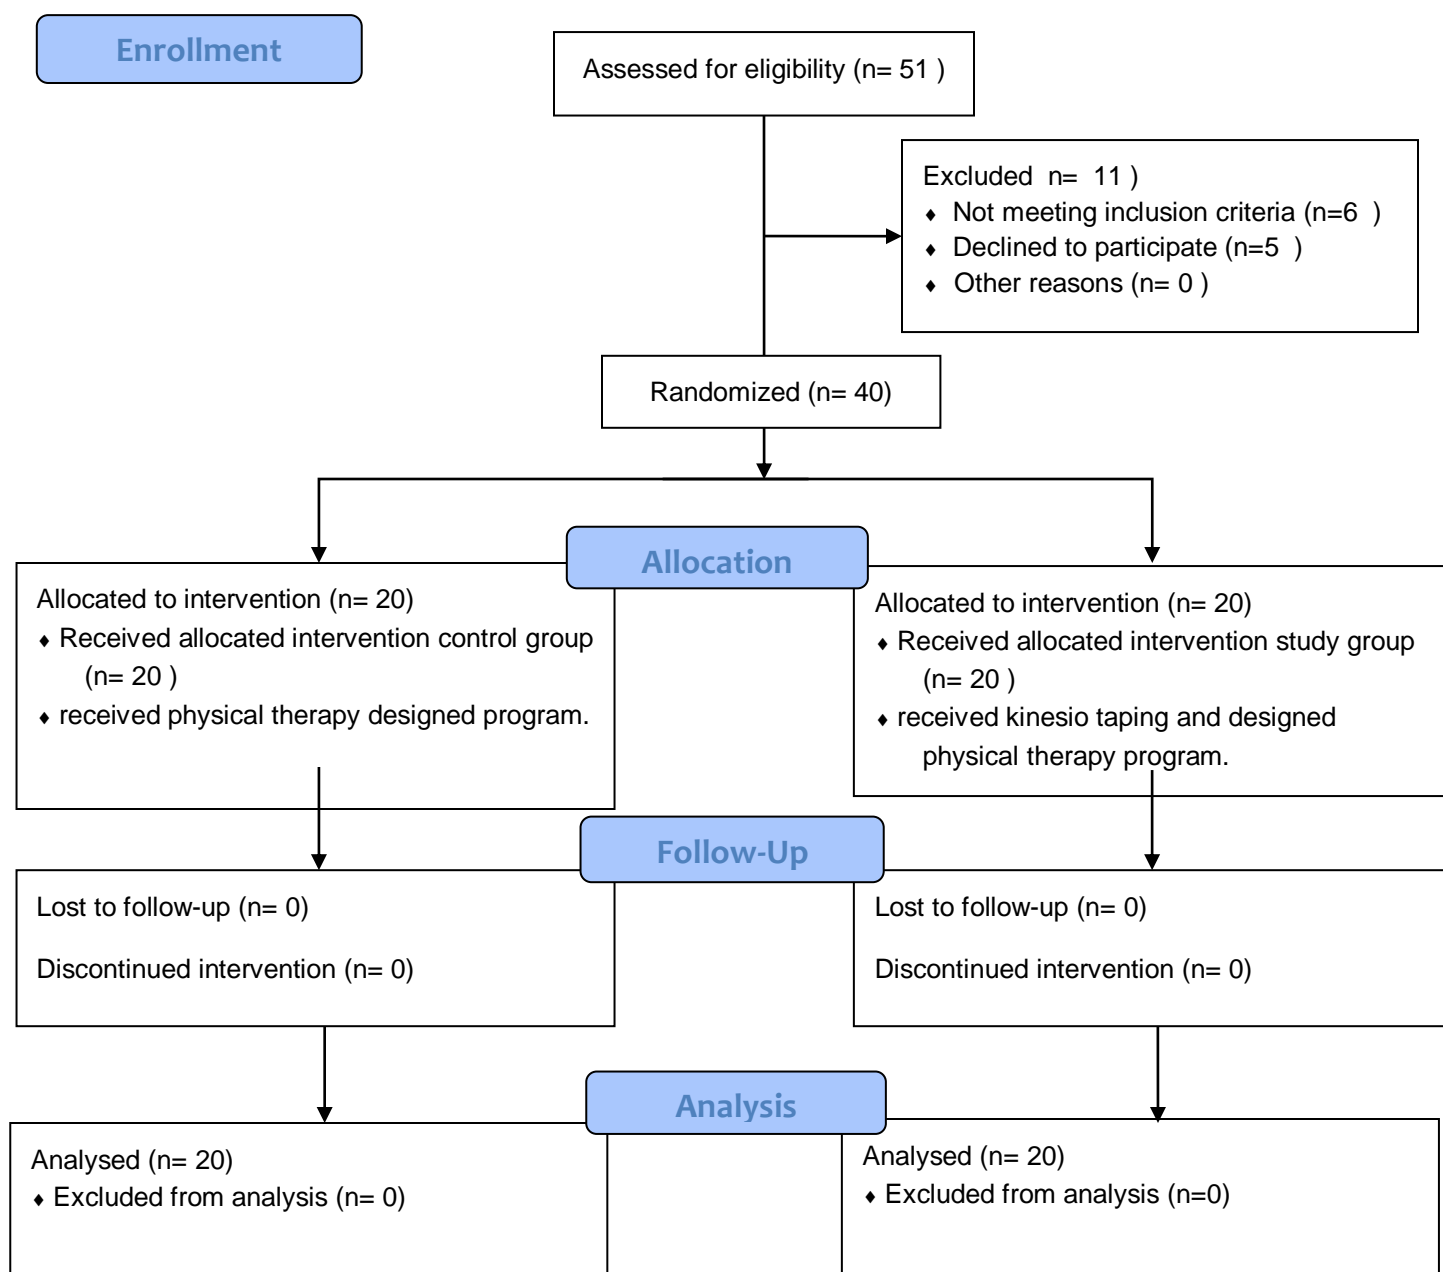 Enrollment
Assessed for eligibility (n= 51 )
Excluded  n=  11 )
♦ Not meeting inclusion criteria (n=6  )
♦ Declined to participate (n=5  )
♦ Other reasons (n= 0 )
Randomized (n= 40)
Allocation
Allocated to intervention (n= 20)
♦ Received allocated intervention control group
(n= 20 )
♦ received physical therapy designed program.
Allocated to intervention (n= 20)
♦ Received allocated intervention study group
(n= 20 )
♦ received kinesio taping and designed
physical therapy program.
Follow-Up
Lost to follow-up (n= 0)
Discontinued intervention (n= 0)
Lost to follow-up (n= 0)
Discontinued intervention (n= 0)
Analysis
Analysed (n= 20)
♦ Excluded from analysis (n= 0)
Analysed (n= 20)
♦ Excluded from analysis (n=0)